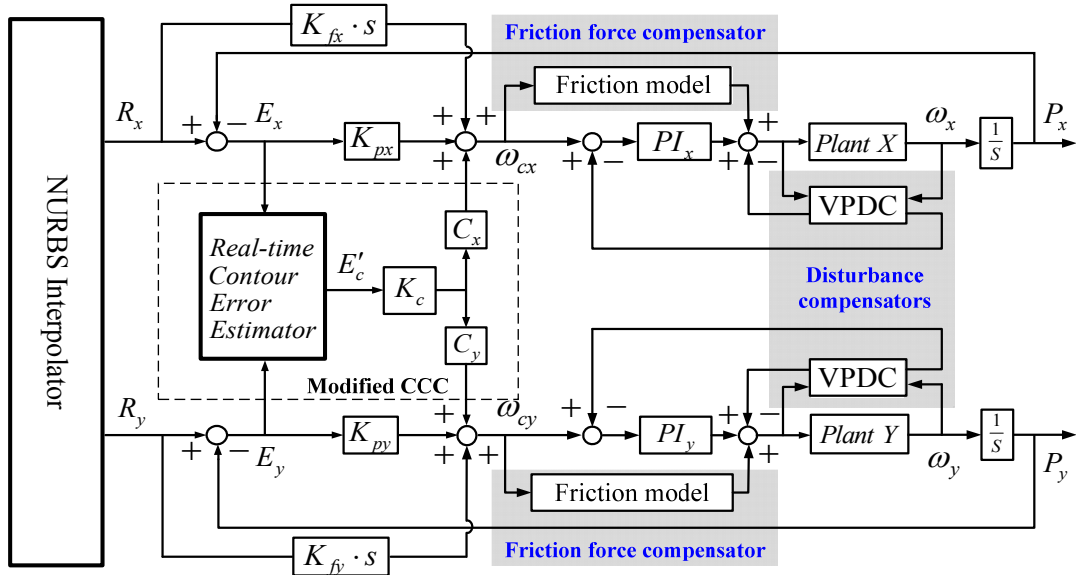 NURBS Interpolator
K_fx · s
Friction force compensator
Friction model
R_x
+
−
E_x
K_px
+
+
+
ω_cx
+
−
PI_x
+
+
−
Plant X
ω_x
1/S
P_x
VPDC
Disturbance
compensators
Real-time
Contour
Error
Estimator
E′_c
K_c
C_x
C_y
Modified CCC
VPDC
R_y
+
−
E_y
K_py
+
+
+
ω_cy
+
−
PI_y
+
−
+
Plant Y
ω_y
1/S
P_y
Friction model
Friction force compensator
K_fy · s